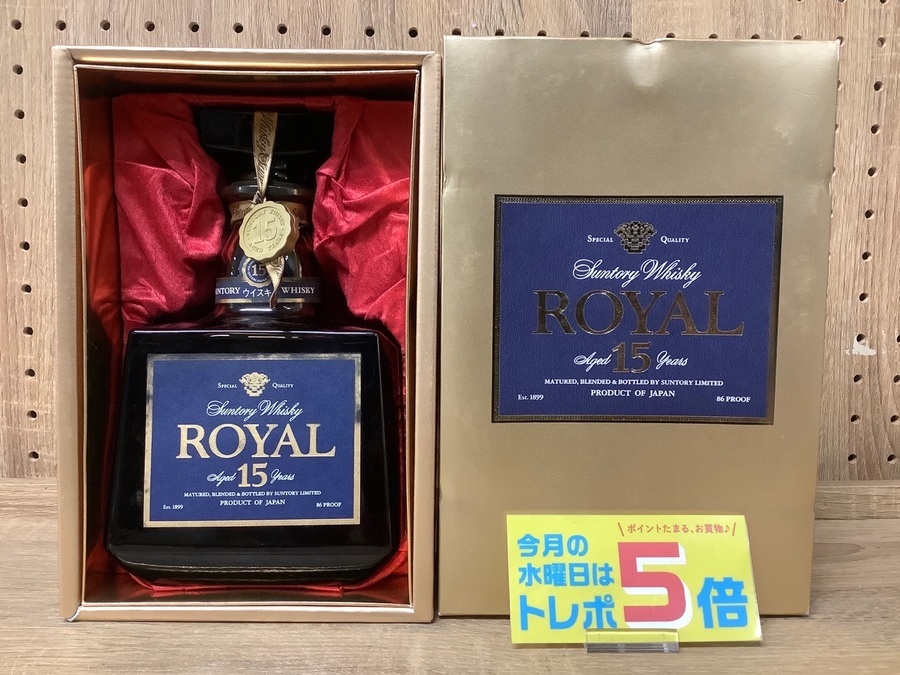 15
15
SUNTORY ウイスキー WHISKY
SPECIAL QUALITY
Suntory Whisky
ROYAL
Aged 15 Years
MATURED, BLENDED & BOTTLED BY SUNTORY LIMITED
PRODUCT OF JAPAN
Est. 1899 86 PROOF
SPECIAL QUALITY
Suntory Whisky
ROYAL
Aged 15 Years
MATURED, BLENDED & BOTTLED BY SUNTORY LIMITED
PRODUCT OF JAPAN
Est. 1899 86 PROOF
\ ポイントたまる、お買物♪ /
今月の
水曜日は
トレポ 5倍